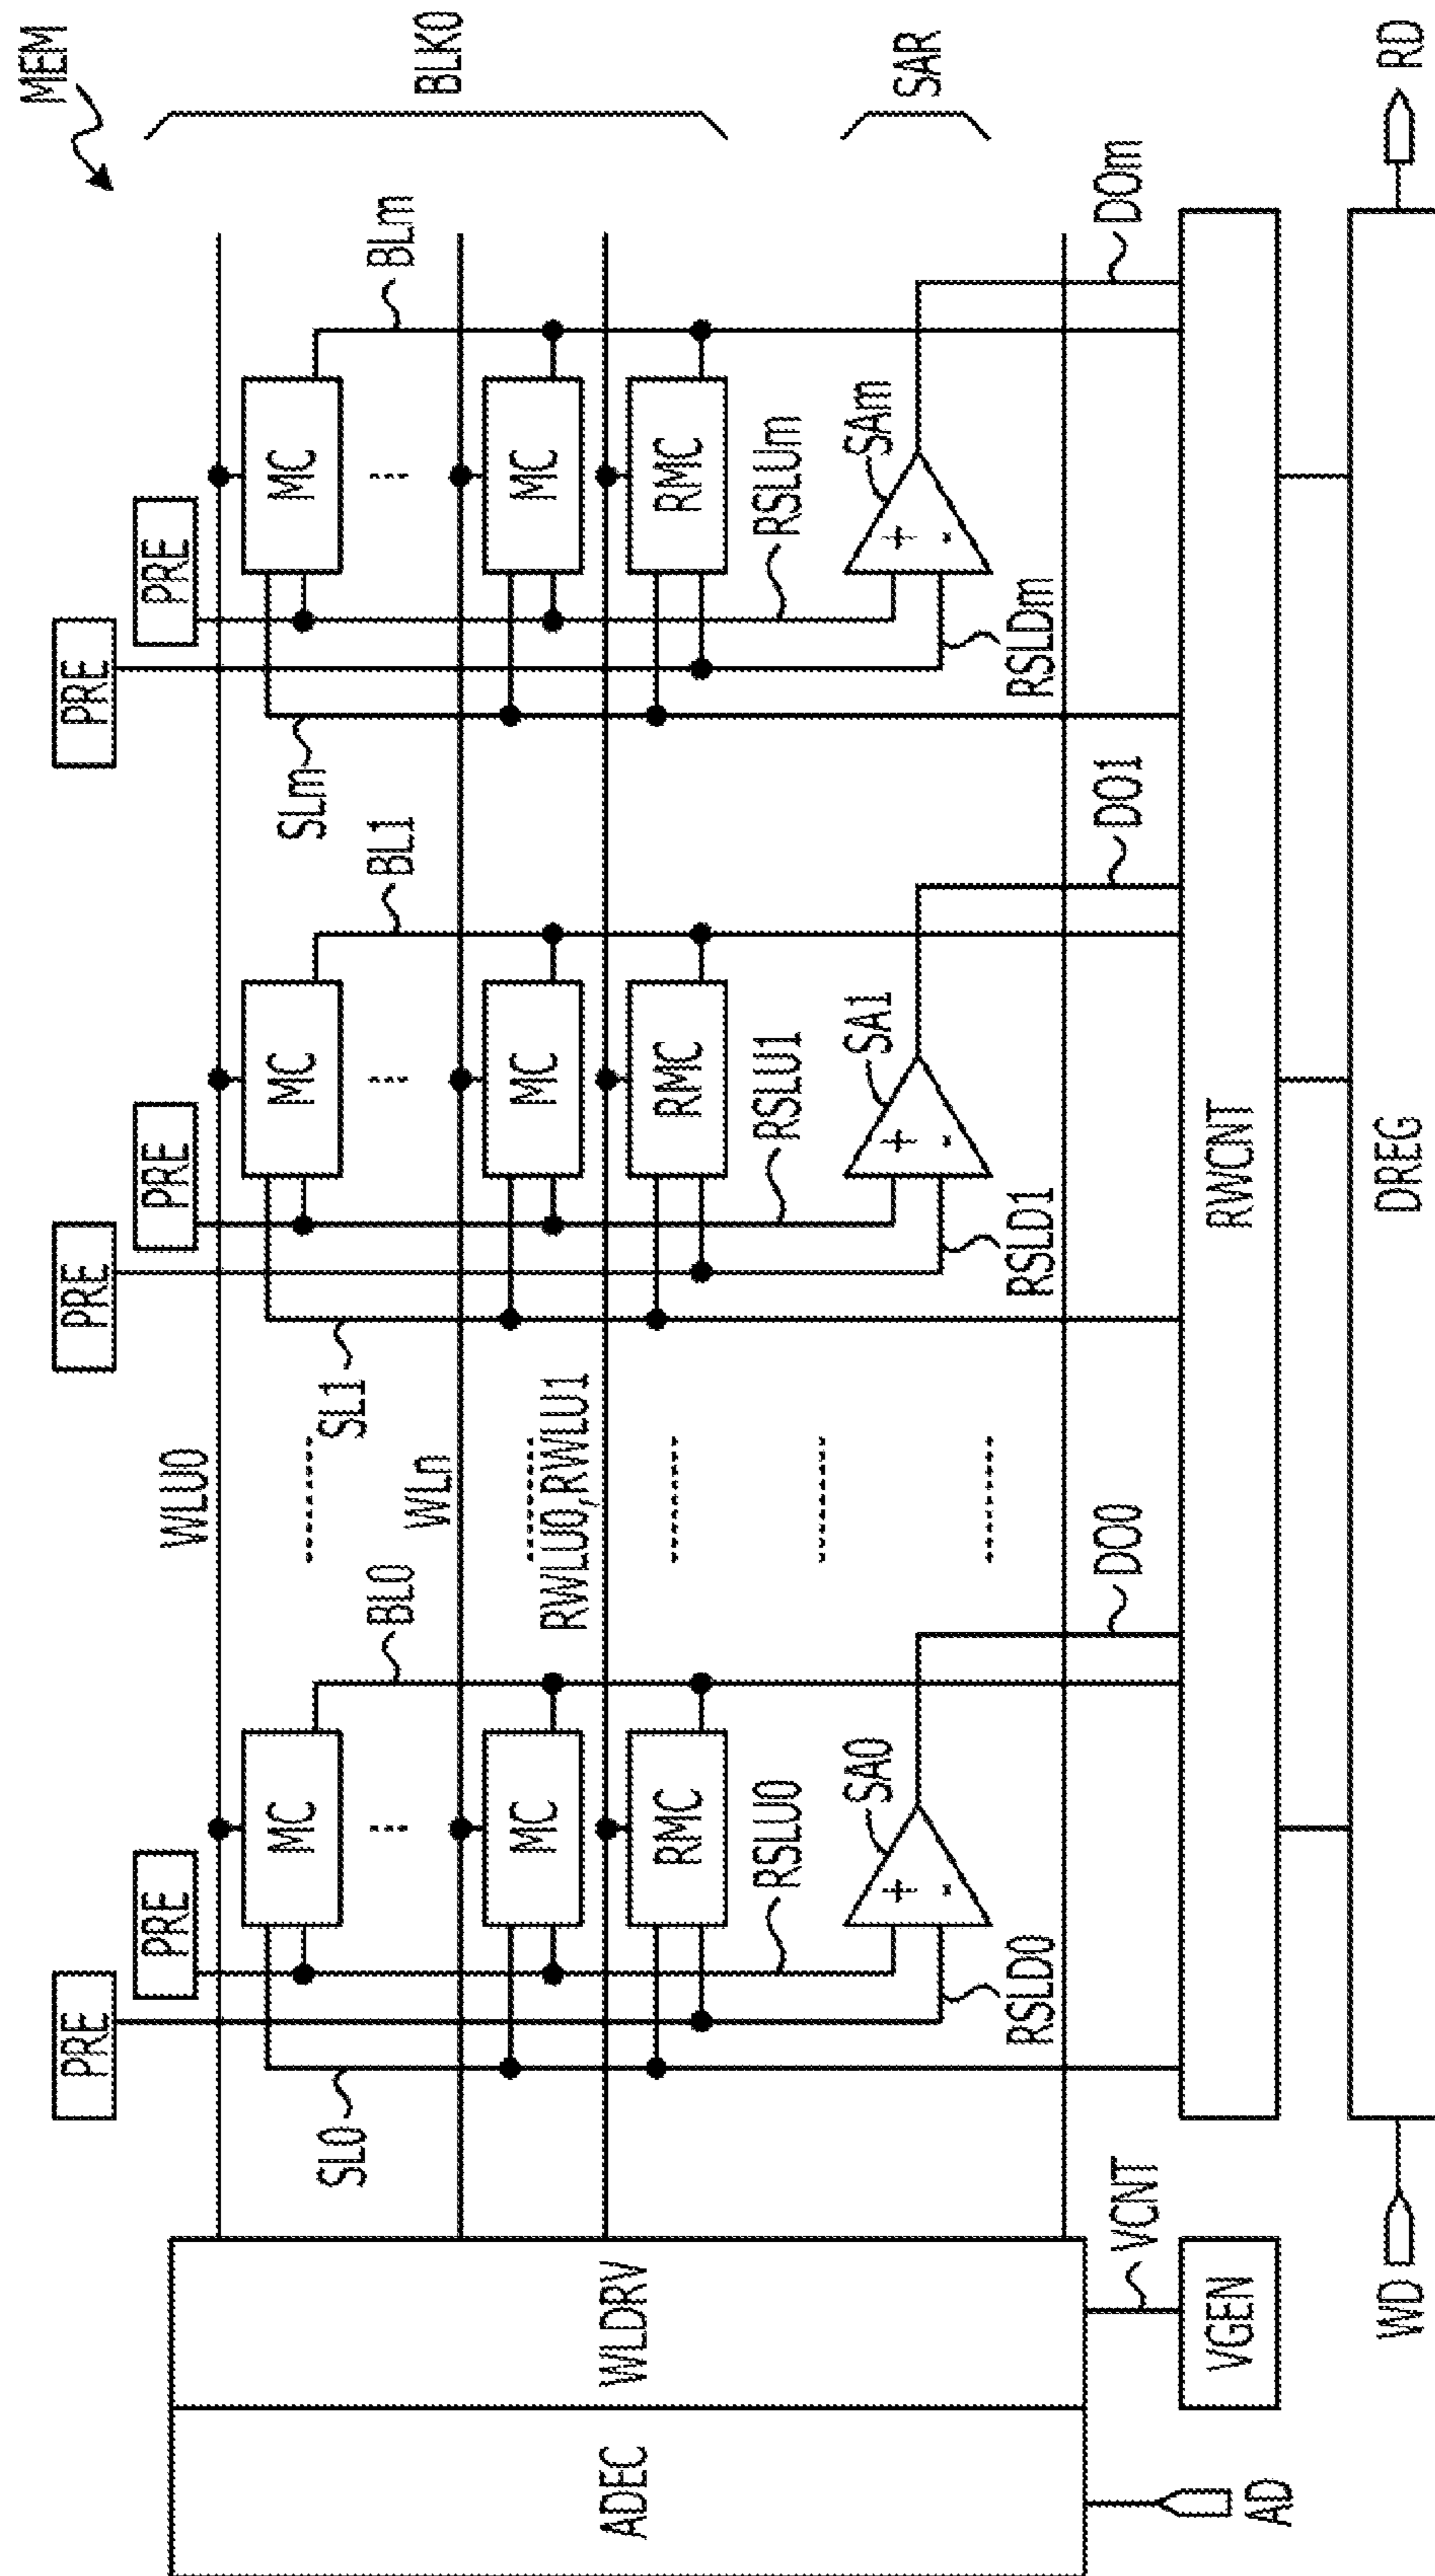 MEM
PRE
PRE
PRE
PRE
PRE
PRE
WLU0
SL0
BL0
SL1
BL1
SLm
BLm
BLK0
MC
MC
MC
...
...
...
WLn
MC
MC
MC
RWLU0,RWLU1
RMC
RMC
RMC
RSLU0
RSLU1
RSLUm
SA0
SA1
SAm
SAR
+
-
+
-
+
-
RSLD0
RSLD1
RSLDm
ADEC
WLDRV
DO0
DO1
DOm
VCNT
AD
VGEN
RWCNT
WD
DREG
RD